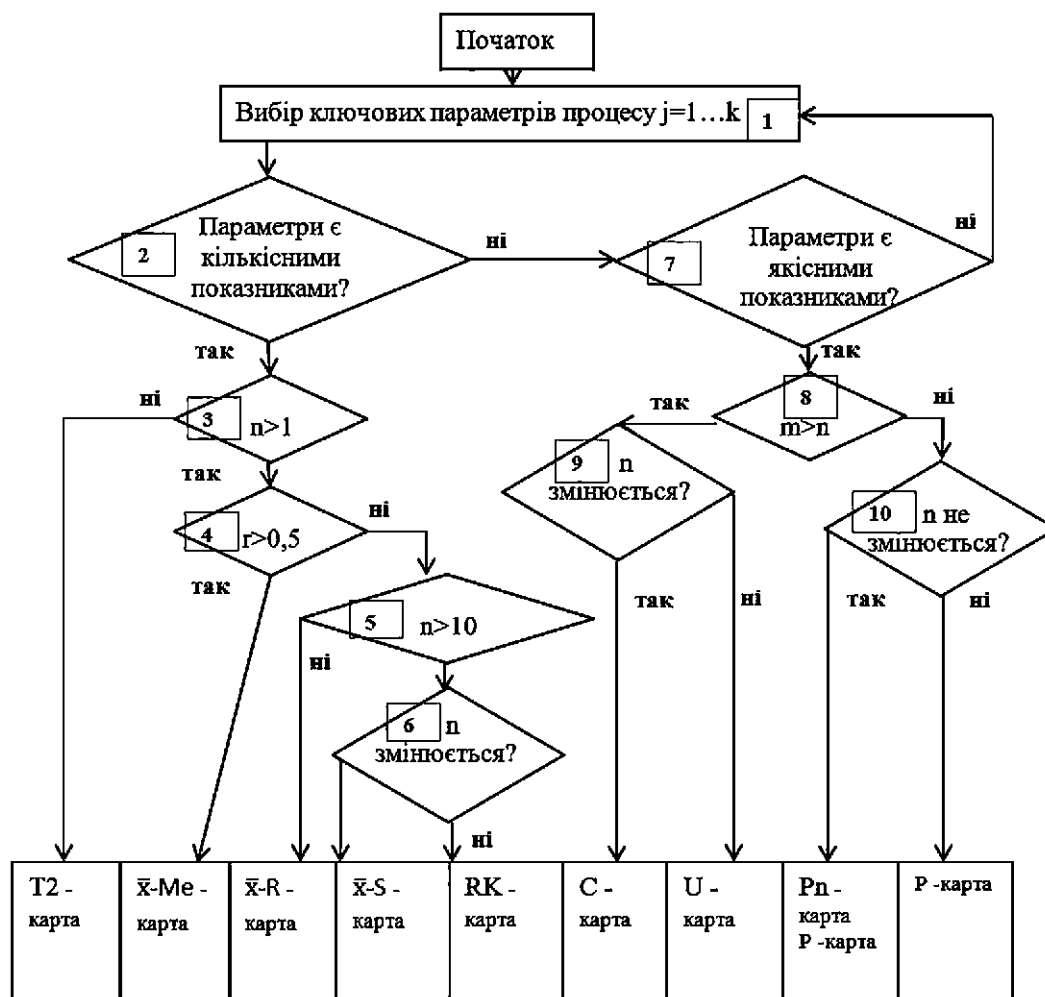 Початок
Вибір ключових параметрів процесу j=1...k
1
Параметри є
2
кількісними
показниками?
ні
Параметри є
7
якісними
показниками?
ні
так
так
ні
3
n>1
8
m>n
так
ні
так
9
n
змінюється?
10
n не
змінюється?
4
r>0,5
ні
так
5
n>10
ні
так
ні
так
ні
6
n
змінюється?
ні
T2 -
карта
x̅-Me -
карта
x̅-R -
карта
x̅-S -
карта
RK -
карта
C -
карта
U -
карта
Pn -
карта
P -карта
P -карта